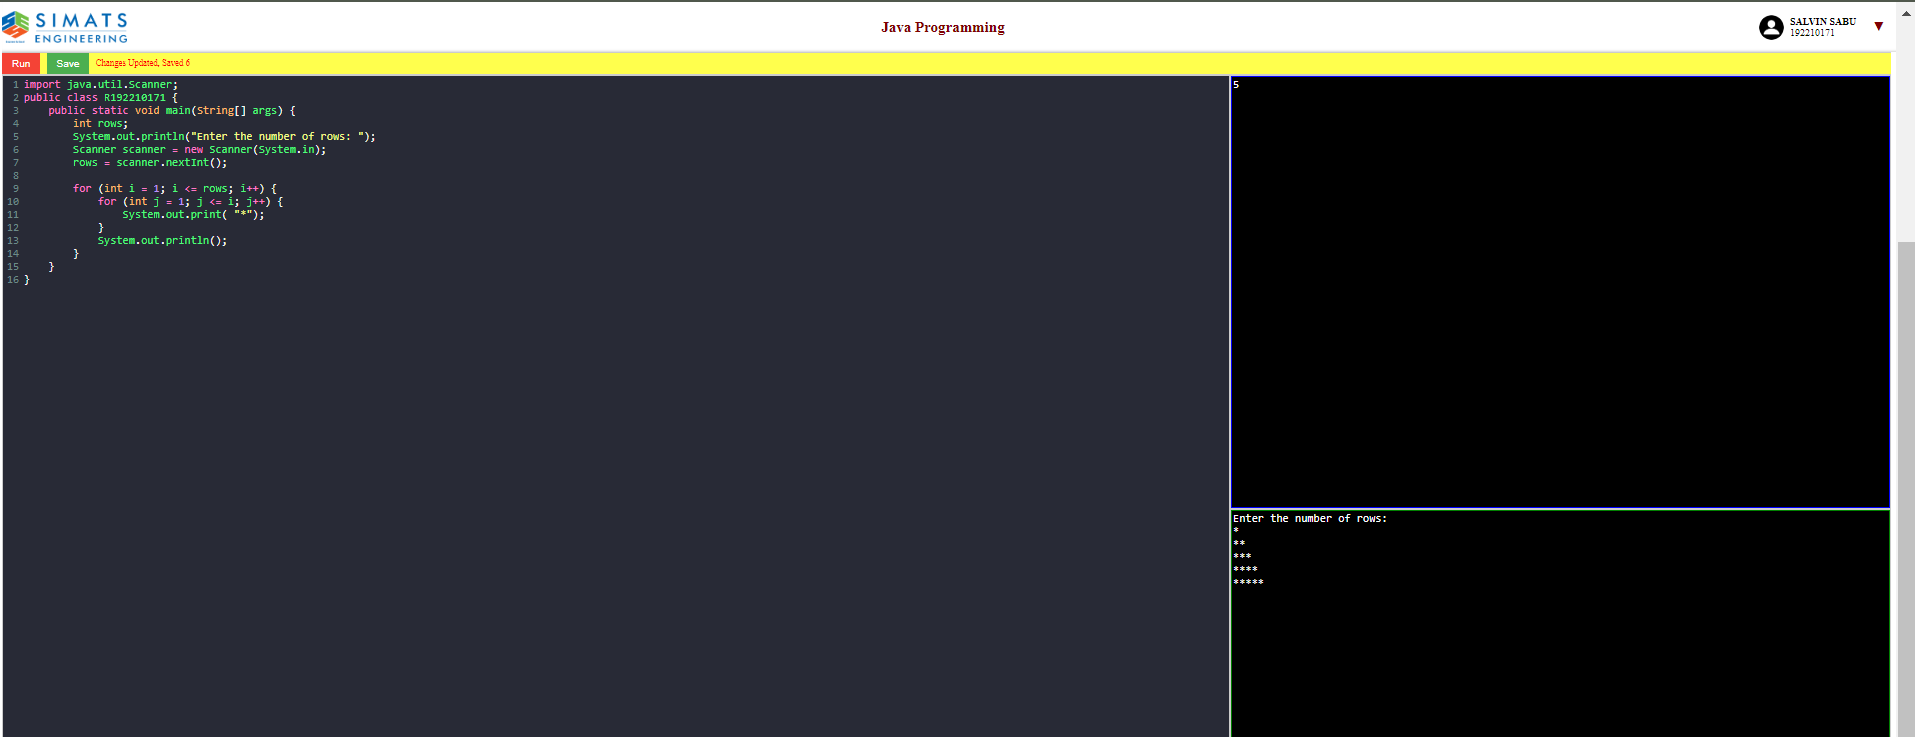 SIMATS
ENGINEERING
Java Programming
SALVIN SABU
192210171
Run Save Changes Updated, Saved 6
1 import java.util.Scanner;
2 public class R192210171 {
3     public static void main(String[] args) {
4         int rows;
5         System.out.println("Enter the number of rows: ");
6         Scanner scanner = new Scanner(System.in);
7         rows = scanner.nextInt();
8
9         for (int i = 1; i <= rows; i++) {
10             for (int j = 1; j <= i; j++) {
11                 System.out.print( "*");
12             }
13             System.out.println();
14         }
15     }
16 }
5
Enter the number of rows:
*
**
***
****
*****